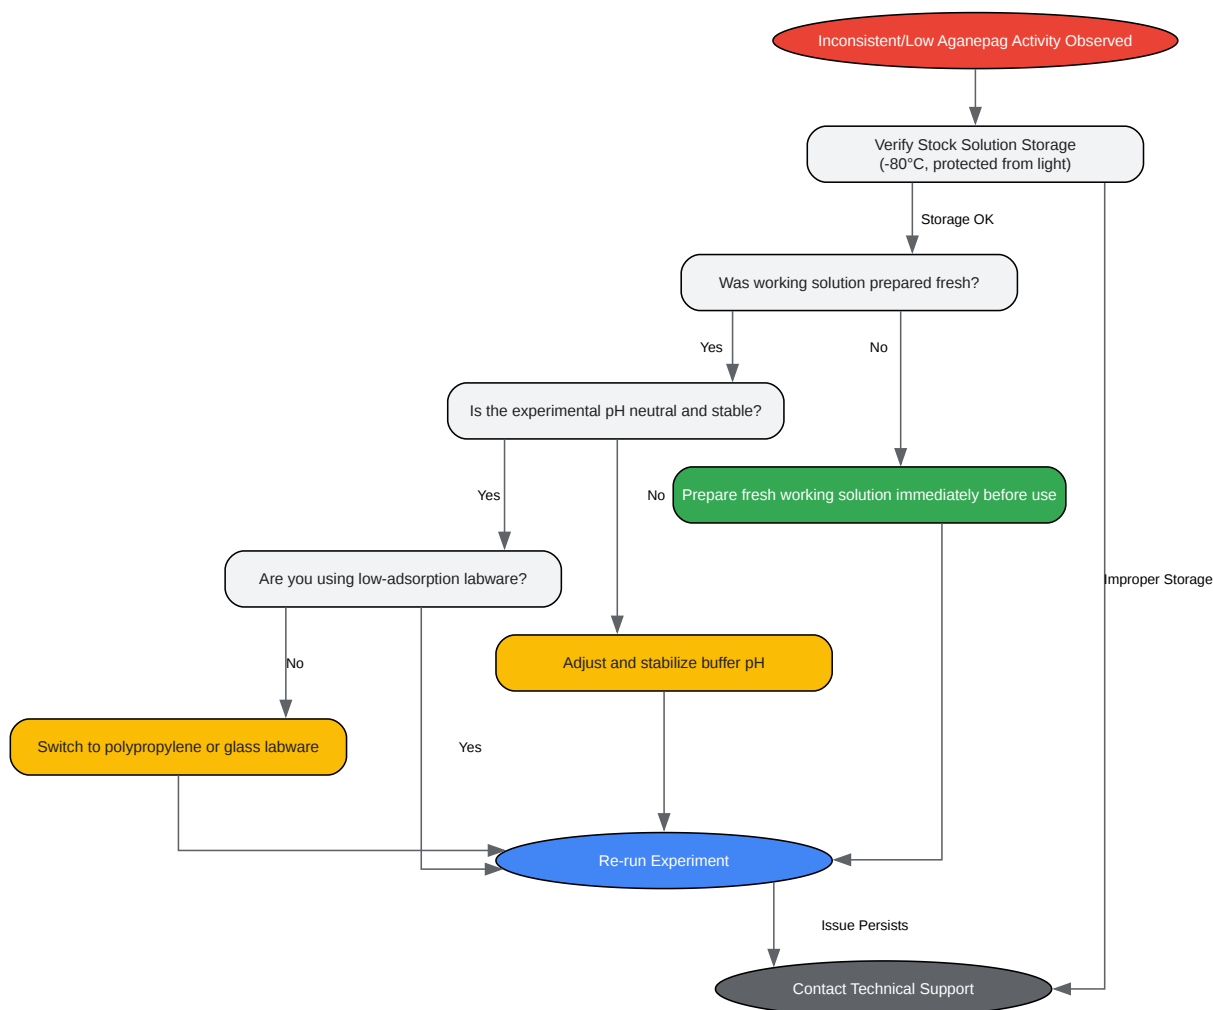 Inconsistent/Low Aganepag Activity Observed
Verify Stock Solution Storage
(-80°C, protected from light)
Storage OK
Was working solution prepared fresh?
Yes
No
Is the experimental pH neutral and stable?
Yes
No
Prepare fresh working solution immediately before use
Are you using low-adsorption labware?
Improper Storage
No
Adjust and stabilize buffer pH
Switch to polypropylene or glass labware
Yes
Re-run Experiment
Issue Persists
Contact Technical Support